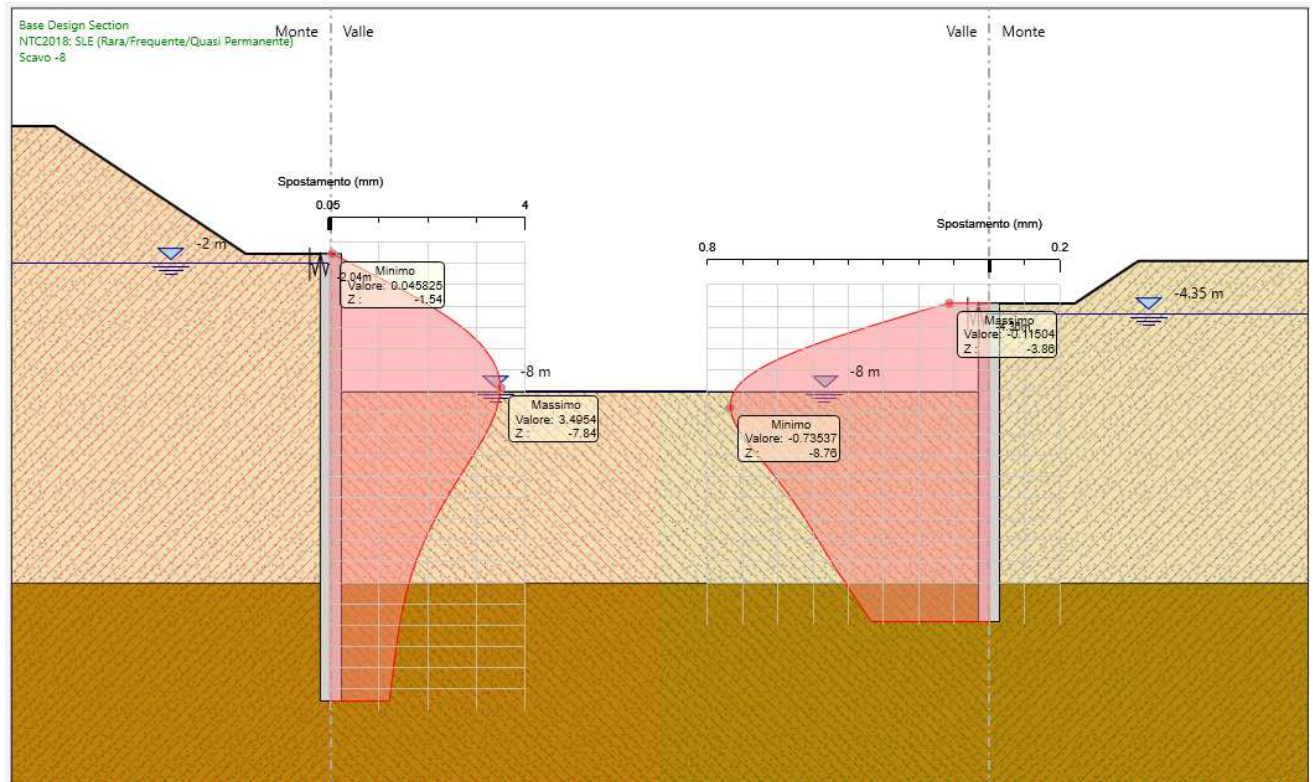 Base Design Section
NTC2018: SLE (Rara/Frequente/Quasi Permanente)
Scavo -8
Monte Valle
Valle Monte
Spostamento (mm)
0.05 4
-2 m
-2.04m
Minimo
Valore: 0.045825
Z : -1.54
-8 m
Massimo
Valore: 3.4954
Z : -7.84
Spostamento (mm)
0.8 0.2
-4.35 m
Massimo
Valore: -0.11504
Z : -3.86
-8 m
Minimo
Valore: -0.73537
Z : -8.76